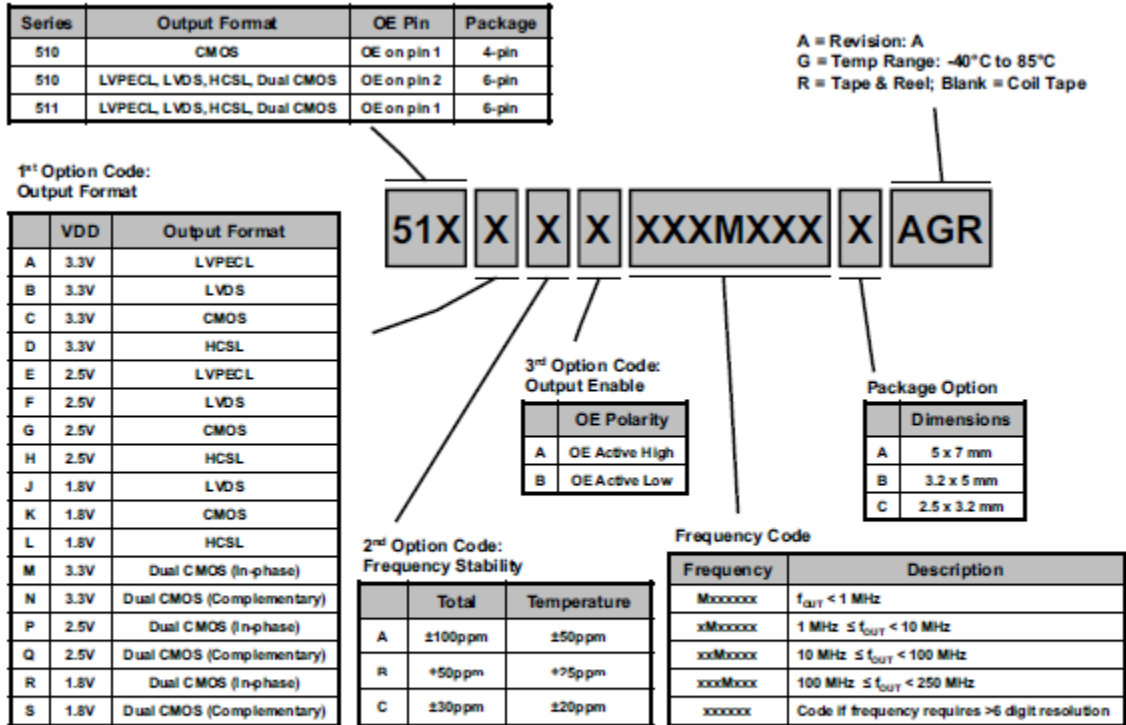 Series Output Format OE Pin Package
510 CMOS OE on pin 1 4-pin
510 LVPECL, LVDS, HCSL, Dual CMOS OE on pin 2 6-pin
511 LVPECL, LVDS, HCSL, Dual CMOS OE on pin 1 6-pin
A = Revision: A
G = Temp Range: -40°C to 85°C
R = Tape & Reel; Blank = Coil Tape
1st Option Code:
Output Format
51X X X X XXXMXXX X AGR
VDD Output Format
A 3.3V LVPECL
B 3.3V LVDS
C 3.3V CMOS
D 3.3V HCSL
E 2.5V LVPECL
F 2.5V LVDS
G 2.5V CMOS
H 2.5V HCSL
J 1.8V LVDS
K 1.8V CMOS
L 1.8V HCSL
M 3.3V Dual CMOS (In-phase)
N 3.3V Dual CMOS (Complementary)
P 2.5V Dual CMOS (In-phase)
Q 2.5V Dual CMOS (Complementary)
R 1.8V Dual CMOS (In-phase)
S 1.8V Dual CMOS (Complementary)
3rd Option Code:
Output Enable
OE Polarity
A OE Active High
B OE Active Low
Package Option
Dimensions
A 5 x 7 mm
B 3.2 x 5 mm
C 2.5 x 3.2 mm
2nd Option Code:
Frequency Stability
Total Temperature
A ±100ppm ±50ppm
B ±50ppm ±25ppm
C ±30ppm ±20ppm
Frequency Code
Frequency Description
Mxxxxxx fOUT < 1 MHz
xMxxxxx 1 MHz ≤ fOUT < 10 MHz
xxMxxxx 10 MHz ≤ fOUT < 100 MHz
xxxMxxx 100 MHz ≤ fOUT < 250 MHz
xxxxxx Code if frequency requires >6 digit resolution